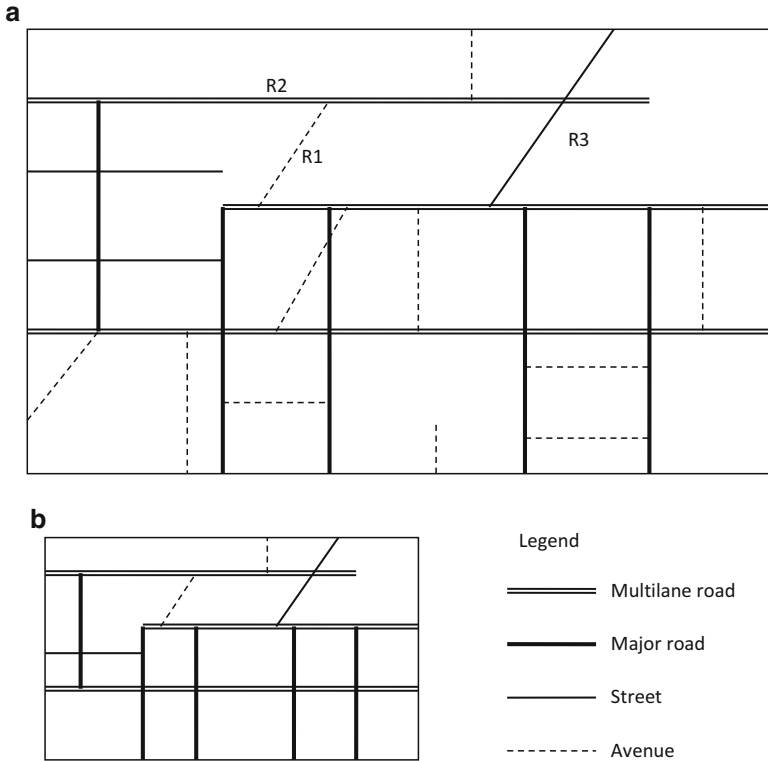 a
R2
R1
R3
b
Legend
Multilane road
Major road
Street
Avenue